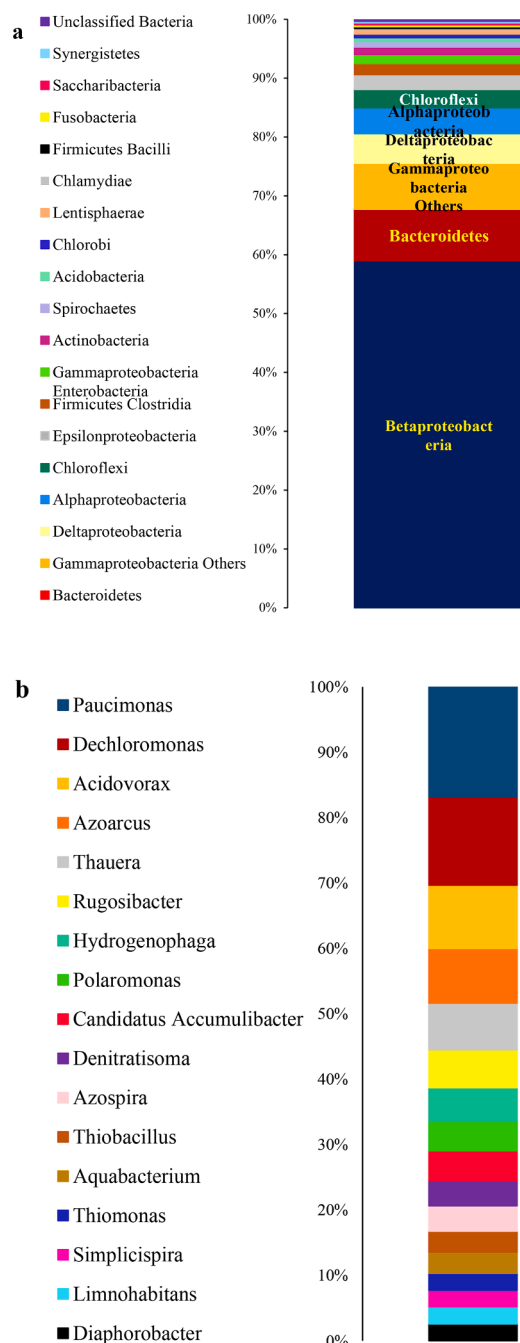 a
Unclassified Bacteria
Synergistetes
Saccharibacteria
Fusobacteria
Firmicutes Bacilli
Chlamydiae
Lentisphaerae
Chlorobi
Acidobacteria
Spirochaetes
Actinobacteria
Gammaproteobacteria
Enterobacteria
Firmicutes Clostridia
Epsilonproteobacteria
Chloroflexi
Alphaproteobacteria
Deltaproteobacteria
Gammaproteobacteria Others
Bacteroidetes
100%
90%
80%
70%
60%
50%
40%
30%
20%
10%
0%
Chloroflexi
Alphaproteob
acteria
Deltaproteobac
teria
Gammaproteo
bacteria
Others
Bacteroidetes
Betaproteobact
eria
b
Paucimonas
Dechloromonas
Acidovorax
Azoarcus
Thauera
Rugosibacter
Hydrogenophaga
Polaromonas
Candidatus Accumulibacter
Denitratisoma
Azospira
Thiobacillus
Aquabacterium
Thiomonas
Simplicispira
Limnohabitans
Diaphorobacter
100%
90%
80%
70%
60%
50%
40%
30%
20%
10%
0%